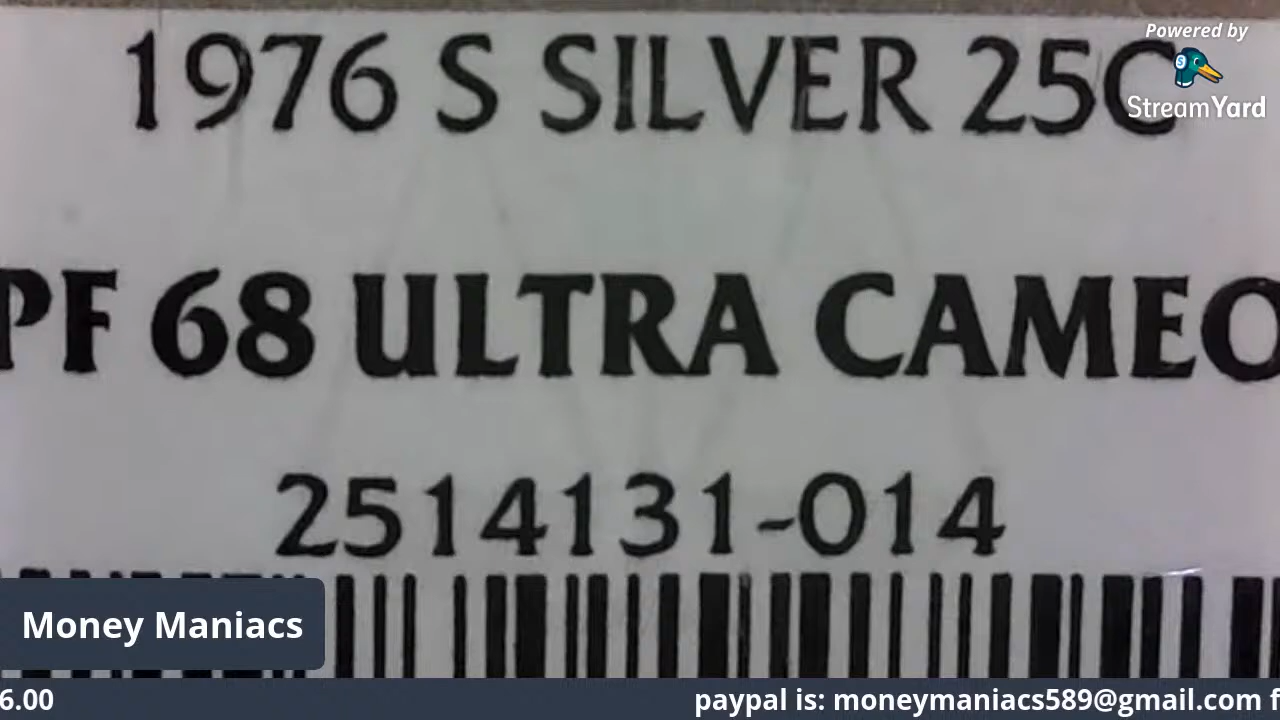 Powered by
StreamYard
1976 S SILVER 25C
PF 68 ULTRA CAMEO
2514131-014
Money Maniacs
6.00 paypal is: moneymaniacs589@gmail.com f